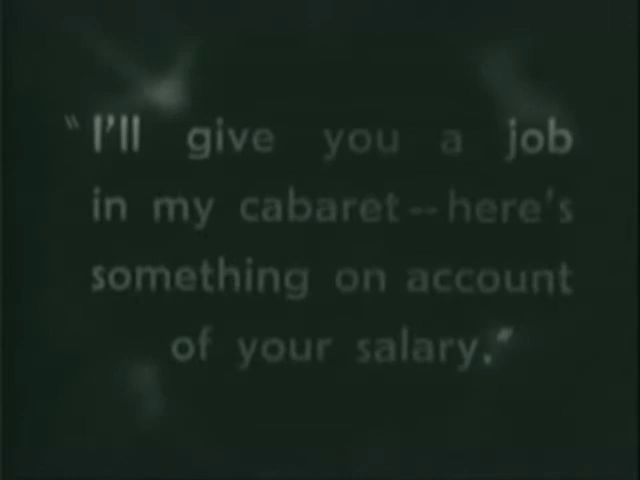 "I'll give you a job
in my cabaret--here's
something on account
of your salary."